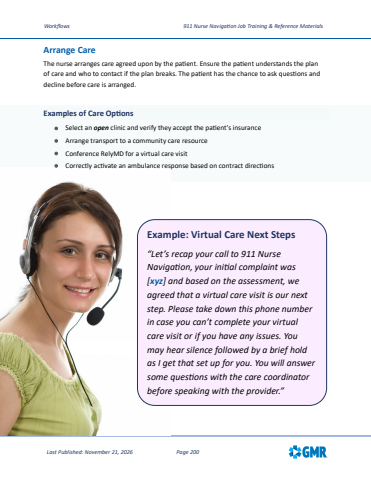 Workflows 911 Nurse Navigation Job Training & Reference Materials
Arrange Care
The nurse arranges care agreed upon by the patient. Ensure the patient understands the plan
of care and who to contact if the plan breaks. The patient has the chance to ask questions and
decline before care is arranged.
Examples of Care Options
● Select an open clinic and verify they accept the patient's insurance
● Arrange transport to a community care resource
● Conference RelyMD for a virtual care visit
● Correctly activate an ambulance response based on contract directions
Example: Virtual Care Next Steps
"Let's recap your call to 911 Nurse
Navigation, your initial complaint was
[xyz] and based on the assessment, we
agreed that a virtual care visit is our next
step. Please take down this phone number
in case you can't complete your virtual
care visit or if you have any issues. You
may hear silence followed by a brief hold
as I get that set up for you. You will answer
some questions with the care coordinator
before speaking with the provider."
Last Published: November 21, 2026 Page 200
GMR